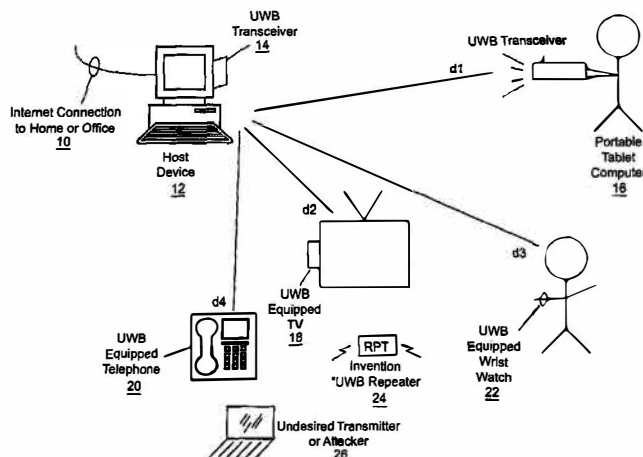 UWB
Transceiver
14
UWB Transceiver
d1
Internet Connection
to Home or Office
10
Host
Device
12
Portable
Tablet
Computer
16
d2
d3
d4
UWB
Equipped
TV
18
UWB
Equipped
Telephone
20
RPT
Invention
"UWB Repeater
24
UWB
Equipped
Wrist
Watch
22
Undesired Transmitter
or Attacker
26